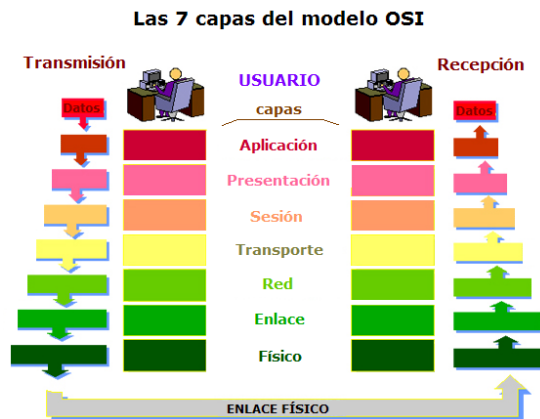 Las 7 capas del modelo OSI
Transmisión
Recepción
USUARIO
capas
Datos
Datos
Aplicación
Presentación
Sesión
Transporte
Red
Enlace
Físico
ENLACE FÍSICO